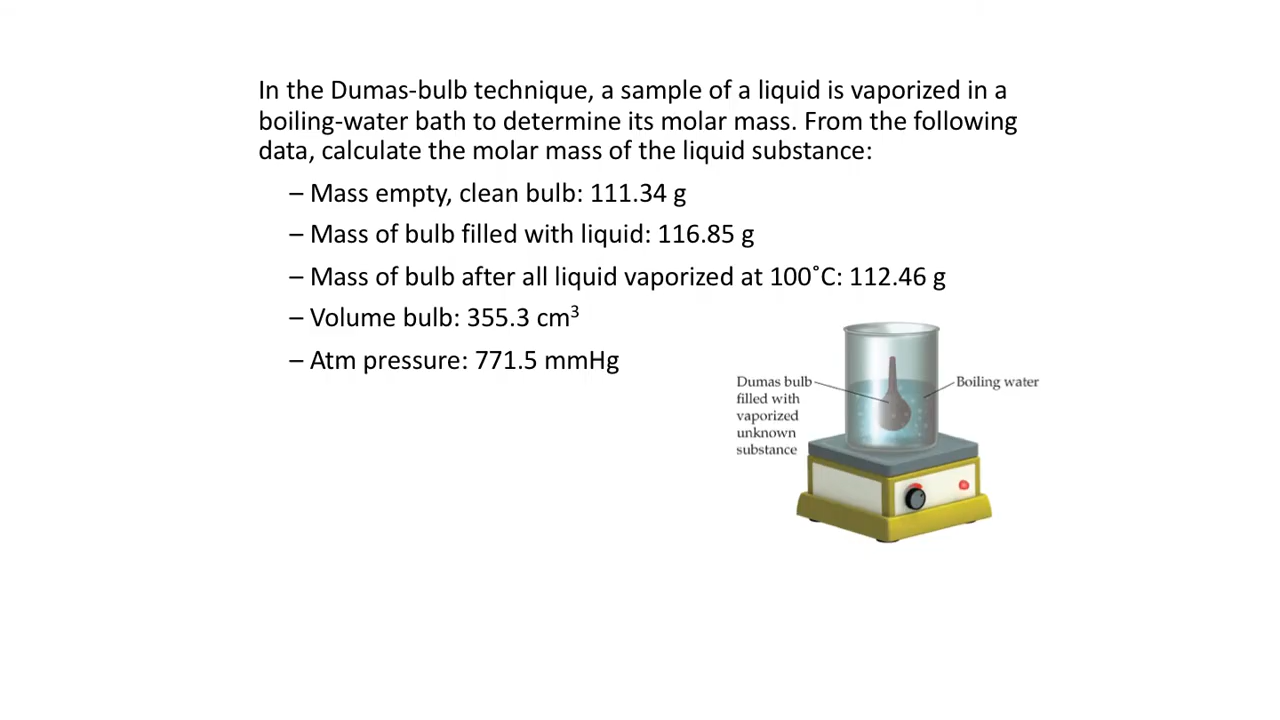 In the Dumas-bulb technique, a sample of a liquid is vaporized in a
boiling-water bath to determine its molar mass. From the following
data, calculate the molar mass of the liquid substance:
– Mass empty, clean bulb: 111.34 g
– Mass of bulb filled with liquid: 116.85 g
– Mass of bulb after all liquid vaporized at 100˚C: 112.46 g
– Volume bulb: 355.3 cm³
– Atm pressure: 771.5 mmHg
Dumas bulb
filled with
vaporized
unknown
substance
Boiling water